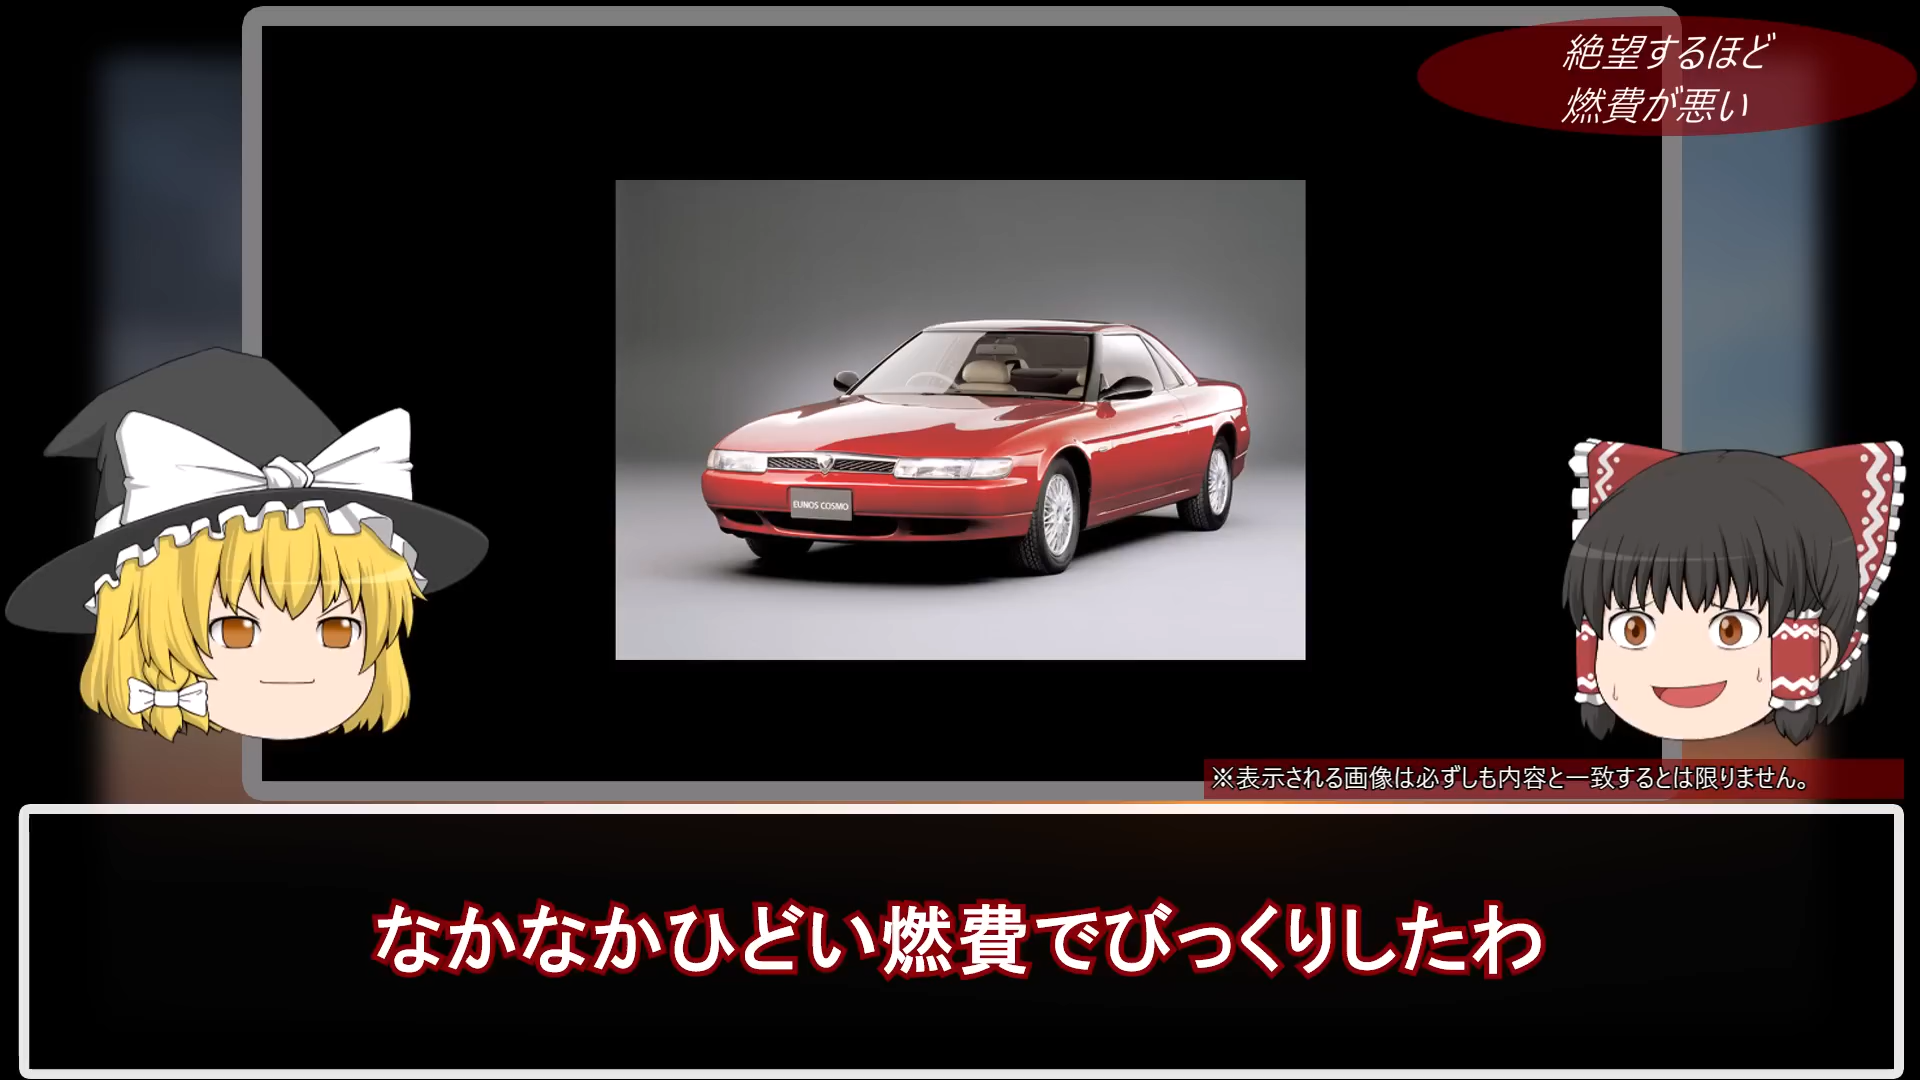 絶望するほど
燃費が悪い
EUNOS COSMO
※表示される画像は必ずしも内容と一致するとは限りません。
なかなかひどい燃費でびっくりしたわ